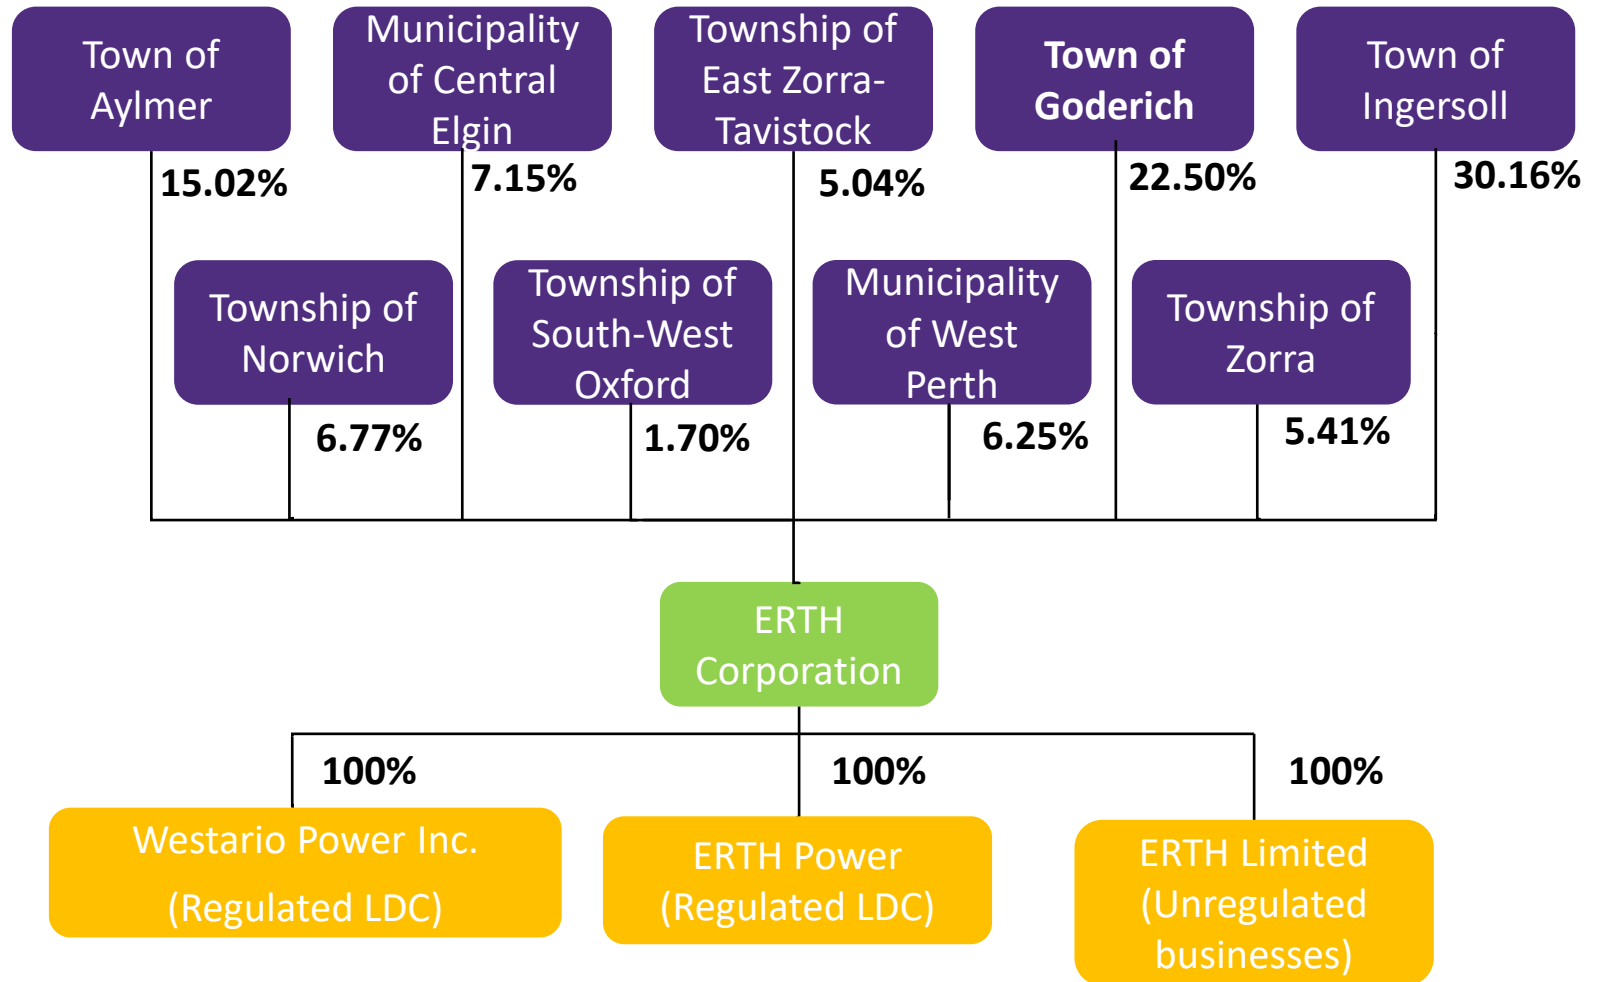 Town of
Aylmer
Municipality
of Central
Elgin
Township of
East Zorra-
Tavistock
Town of
Goderich
Town of
Ingersoll
15.02%
7.15%
5.04%
22.50%
30.16%
Township of
Norwich
Township of
South-West
Oxford
Municipality
of West
Perth
Township of
Zorra
6.77%
1.70%
6.25%
5.41%
ERTH
Corporation
100%
100%
100%
Westario Power Inc.
(Regulated LDC)
ERTH Power
(Regulated LDC)
ERTH Limited
(Unregulated
businesses)